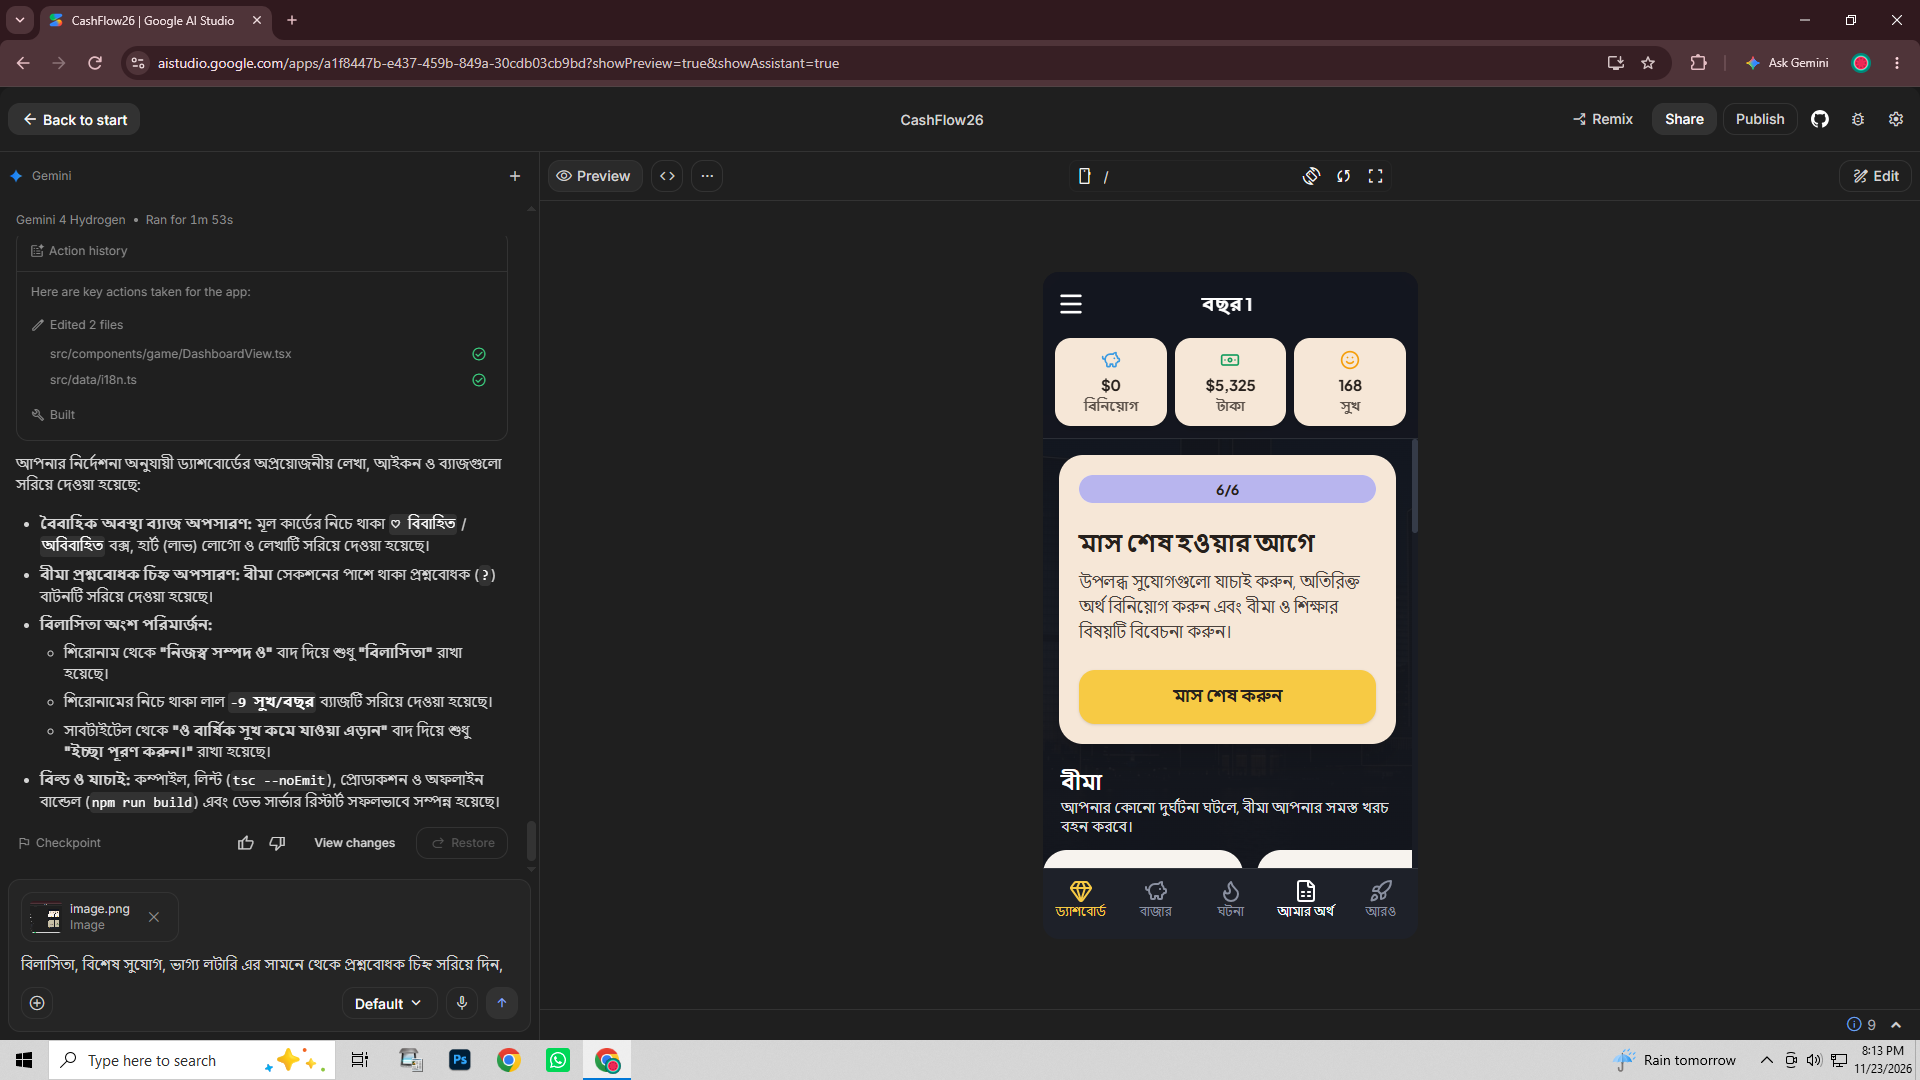 CashFlow26 | Google AI Studio
aistudio.google.com/apps/a1f8447b-e437-459b-849a-30cdb03cb9bd?showPreview=true&showAssistant=true
Ask Gemini
Back to start
CashFlow26
Remix
Share
Publish
Gemini
Preview
/
Edit
Gemini 4 Hydrogen • Ran for 1m 53s
Action history
Here are key actions taken for the app:
Edited 2 files
src/components/game/DashboardView.tsx
src/data/i18n.ts
Built
আপনার নির্দেশনা অনুযায়ী ড্যাশবোর্ডের অপ্রয়োজনীয় লেখা, আইকন ও ব্যাজগুলো
সরিয়ে দেওয়া হয়েছে:
• বৈবাহিক অবস্থা ব্যাজ অপসারণ: মূল কার্ডের নিচে থাকা ♡ বিবাহিত /
অবিবাহিত বক্স, হার্ট (লাভ) লোগো ও লেখাটি সরিয়ে দেওয়া হয়েছে।
• বীমা প্রশ্নবোধক চিহ্ন অপসারণ: বীমা সেকশনের পাশে থাকা প্রশ্নবোধক (?)
বাটনটি সরিয়ে দেওয়া হয়েছে।
• বিলাসিতা অংশ পরিমার্জন:
◦ শিরোনাম থেকে "নিজস্ব সম্পদ ও" বাদ দিয়ে শুধু "বিলাসিতা" রাখা
হয়েছে।
◦ শিরোনামের নিচে থাকা লাল -9 সুখ/বছর ব্যাজটি সরিয়ে দেওয়া হয়েছে।
◦ সাবটাইটেল থেকে "ও বার্ষিক সুখ কমে যাওয়া এড়ান" বাদ দিয়ে শুধু
"ইচ্ছা পূরণ করুন।" রাখা হয়েছে।
• বিল্ড ও যাচাই: কম্পাইল, লিন্ট (tsc --noEmit), প্রোডাকশন ও অফলাইন
বান্ডেল (npm run build) এবং ডেভ সার্ভার রিস্টার্ট সফলভাবে সম্পন্ন হয়েছে।
Checkpoint
View changes
Restore
image.png
Image
বিলাসিতা, বিশেষ সুযোগ, ভাগ্য লটারি এর সামনে থেকে প্রশ্নবোধক চিহ্ন সরিয়ে দিন,
Default
বছর 1
$0
বিনিয়োগ
$5,325
টাকা
168
সুখ
6/6
মাস শেষ হওয়ার আগে
উপলব্ধ সুযোগগুলো যাচাই করুন, অতিরিক্ত
অর্থ বিনিয়োগ করুন এবং বীমা ও শিক্ষার
বিষয়টি বিবেচনা করুন।
মাস শেষ করুন
বীমা
আপনার কোনো দুর্ঘটনা ঘটলে, বীমা আপনার সমস্ত খরচ
বহন করবে।
ড্যাশবোর্ড
বাজার
ঘটনা
আমার অর্থ
আরও
9
Type here to search
Ps
Rain tomorrow
8:13 PM
11/23/2026